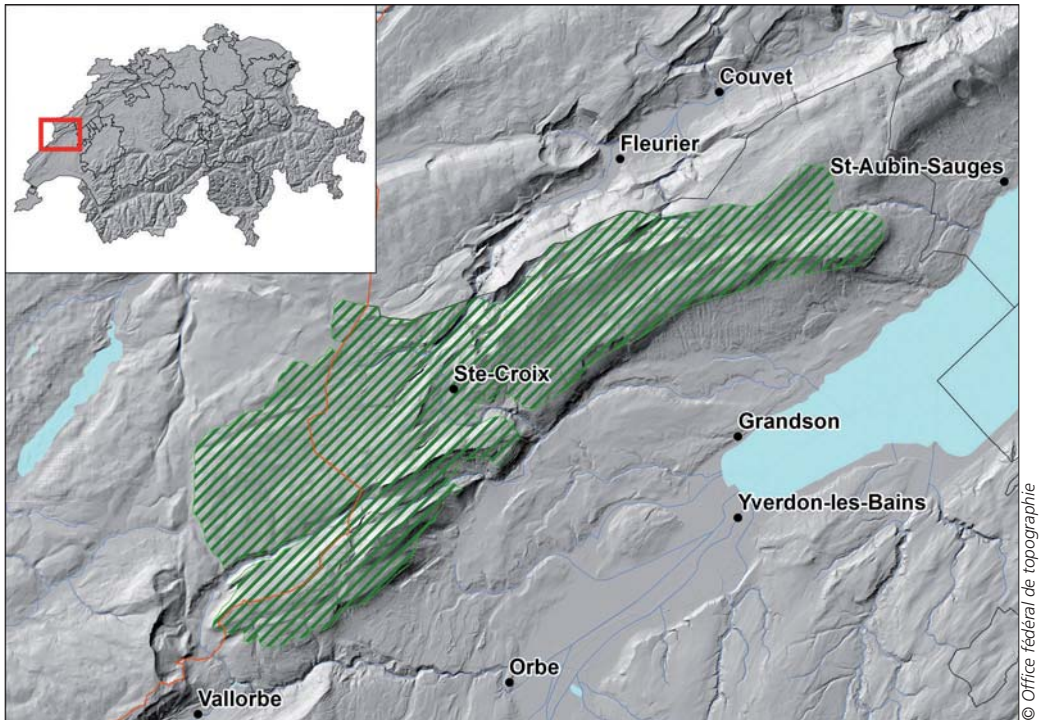 Couvet
Fleurier
St-Aubin-Sauges
Ste-Croix
Grandson
Yverdon-les-Bains
Orbe
Vallorbe
© Office fédéral de topographie